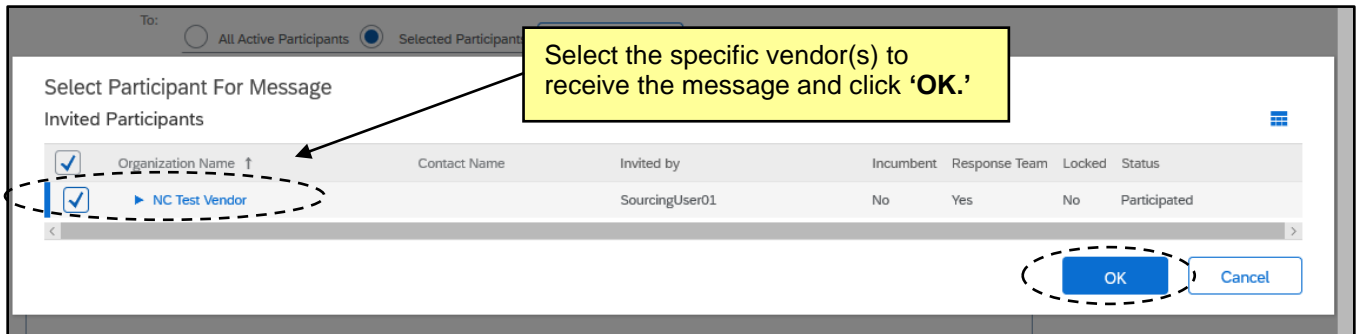 To:
All Active Participants Selected Participants
Select the specific vendor(s) to
receive the message and click ‘OK.’
Select Participant For Message
Invited Participants
Organization Name ↑ Contact Name Invited by Incumbent Response Team Locked Status
► NC Test Vendor SourcingUser01 No Yes No Participated
OK Cancel